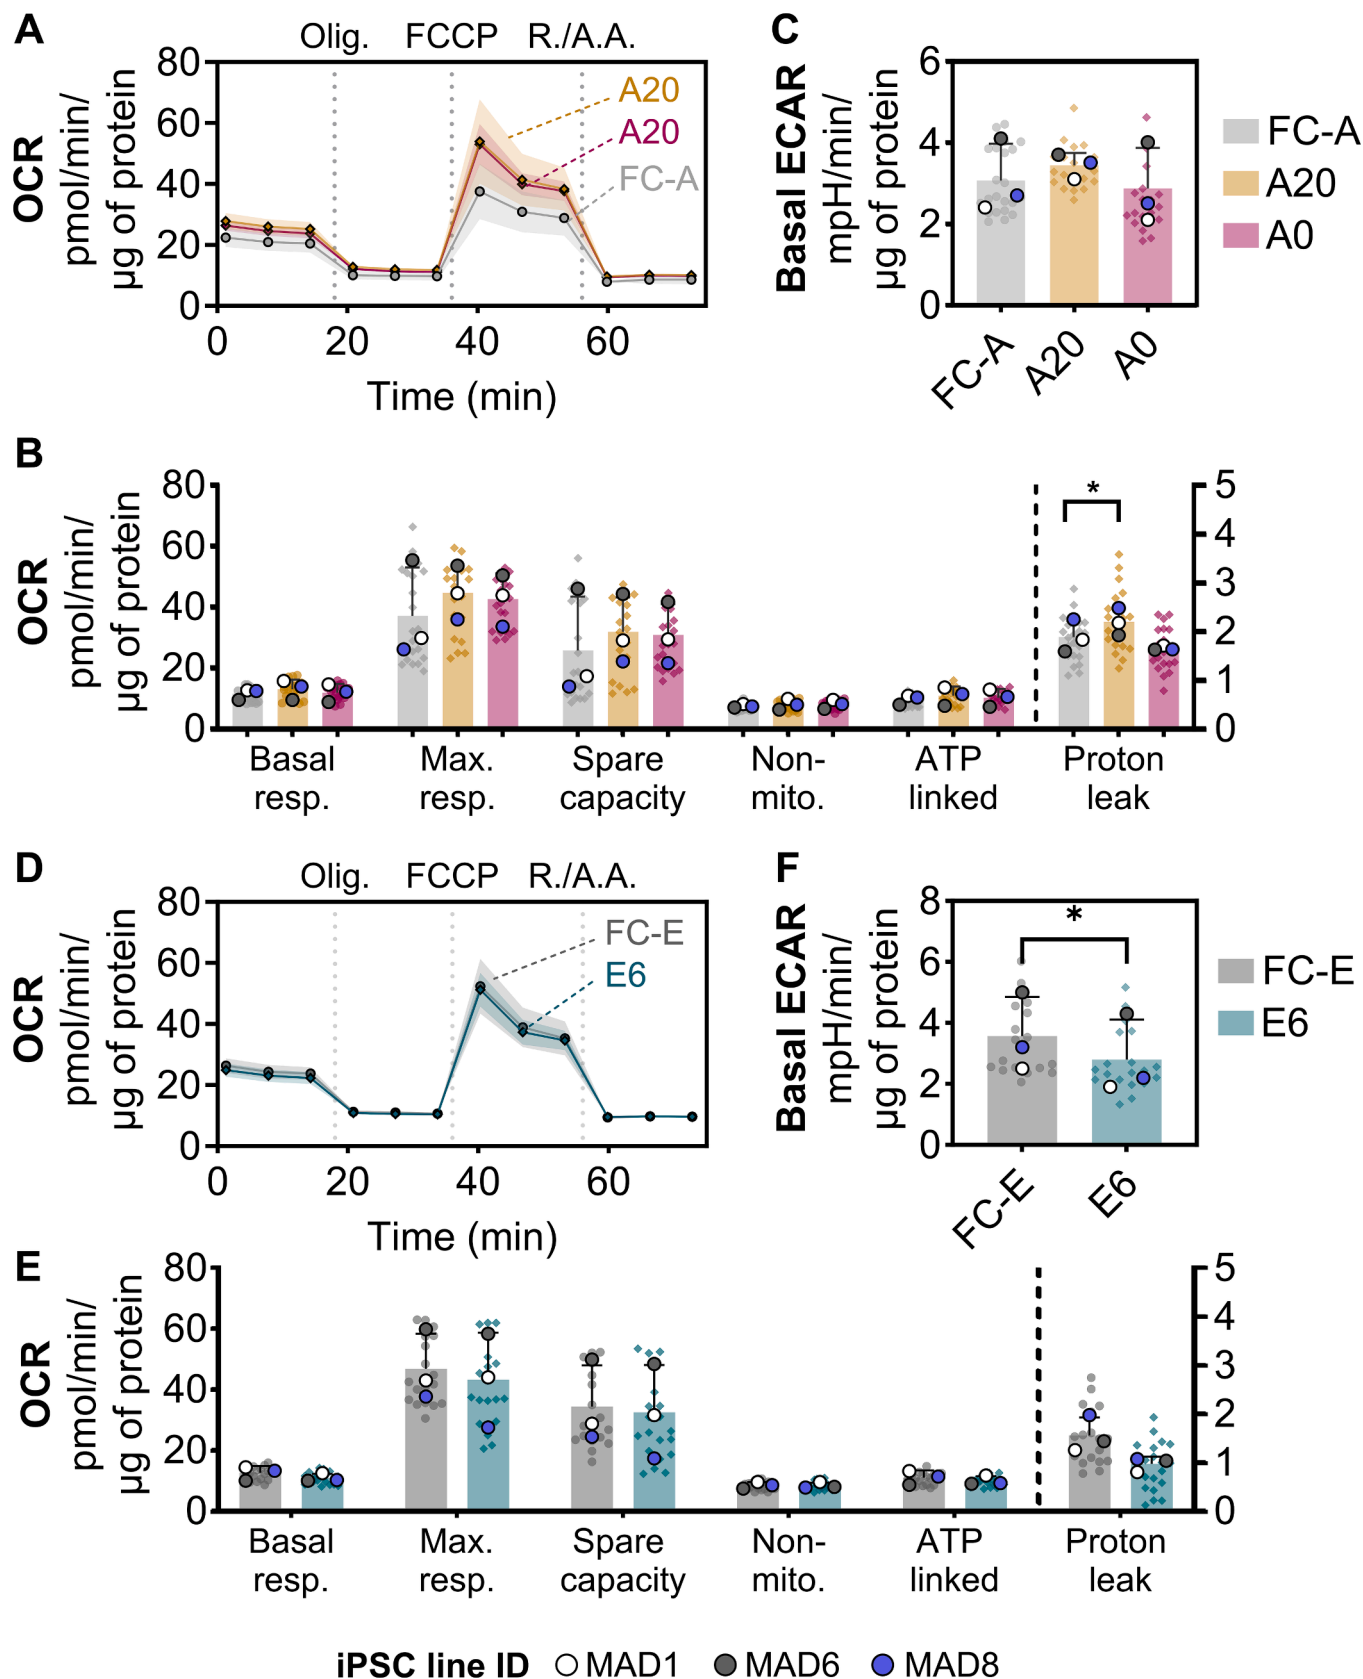 A
Olig. FCCP R./A.A.
OCR
pmol/min/
µg of protein
80
60
40
20
0
A20
A20
FC-A
0 20 40 60
Time (min)
C
Basal ECAR
mpH/min/
µg of protein
6
4
2
0
FC-A A20 A0
FC-A
A20
A0
B
OCR
pmol/min/
µg of protein
80
60
40
20
0
*
5
4
3
2
1
0
Basal Max. Spare Non- ATP Proton
resp. resp. capacity mito. linked leak
D
Olig. FCCP R./A.A.
OCR
pmol/min/
µg of protein
80
60
40
20
0
FC-E
E6
0 20 40 60
Time (min)
F
Basal ECAR
mpH/min/
µg of protein
8
6
4
2
0
*
FC-E E6
FC-E
E6
E
OCR
pmol/min/
µg of protein
80
60
40
20
0
5
4
3
2
1
0
Basal Max. Spare Non- ATP Proton
resp. resp. capacity mito. linked leak
iPSC line ID MAD1 MAD6 MAD8